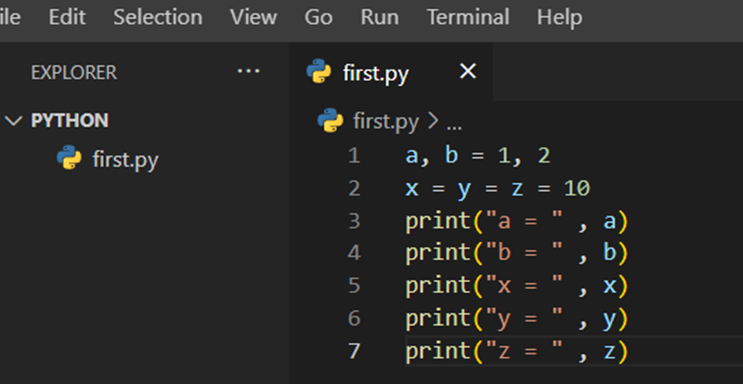 ile Edit Selection View Go Run Terminal Help
EXPLORER ...
PYTHON
first.py
first.py ×
first.py > ...
1 a, b = 1, 2
2 x = y = z = 10
3 print("a = " , a)
4 print("b = " , b)
5 print("x = " , x)
6 print("y = " , y)
7 print("z = " , z)